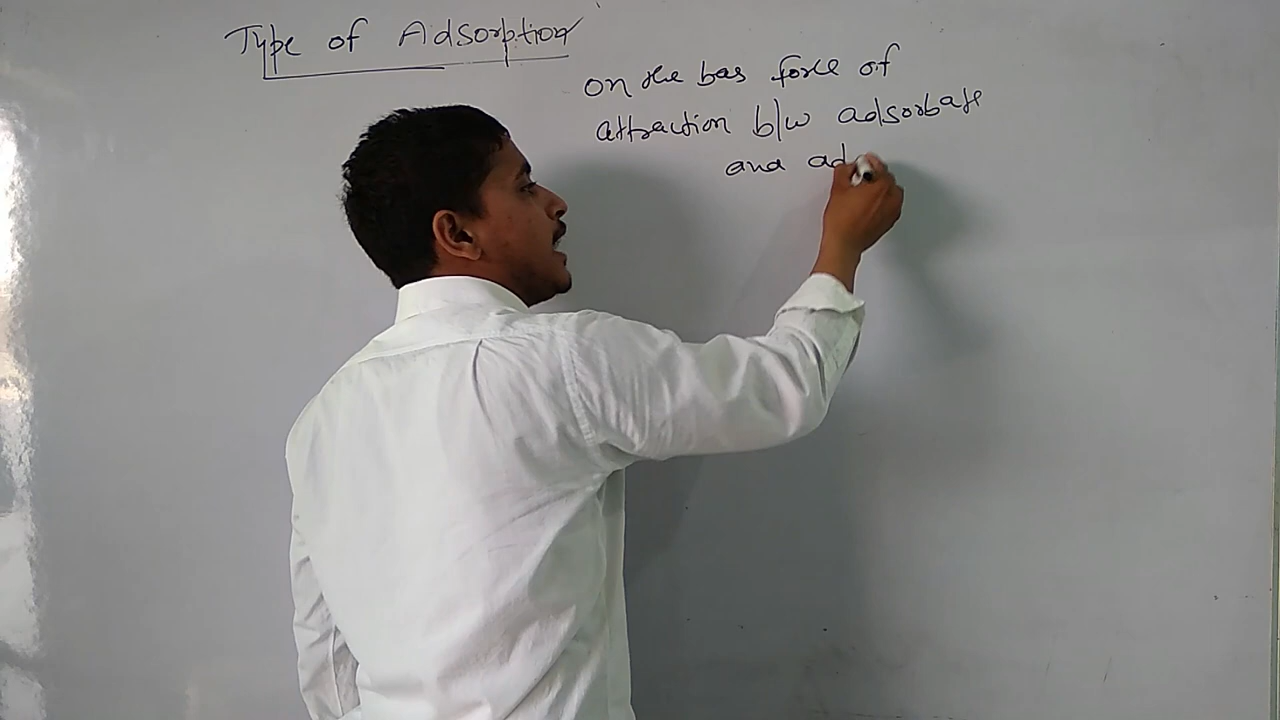 Type of Adsorption
on the bas force of
attraction b/w adsorbate
and ad